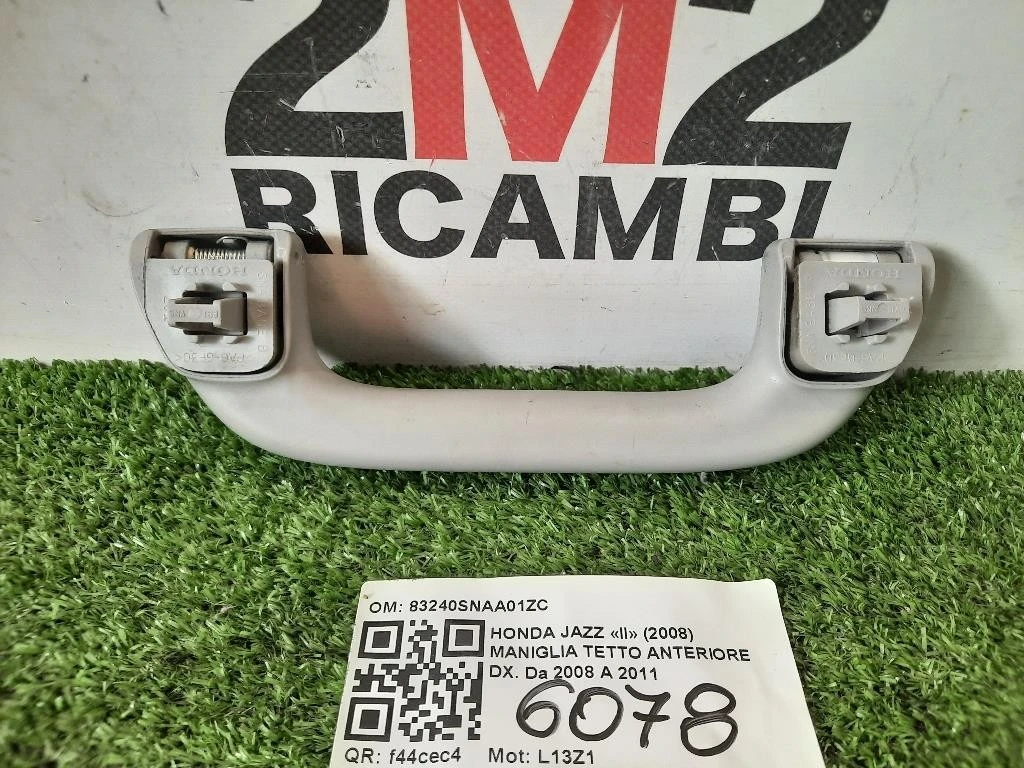 2M2
RICAMBI
HONDA
HONDA
OM: 83240SNAA01ZC
HONDA JAZZ «II» (2008)
MANIGLIA TETTO ANTERIORE
DX. Da 2008 A 2011
6078
QR: f44cec4 Mot: L13Z1